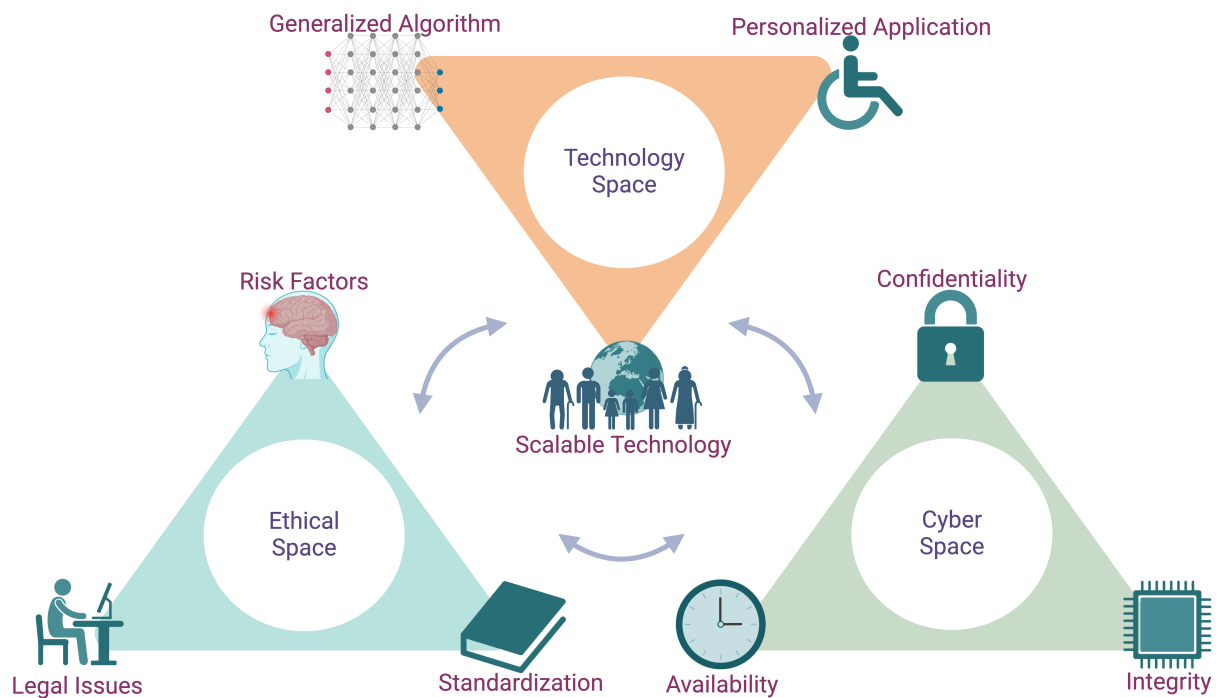 Generalized Algorithm
Personalized Application
Technology
Space
Risk Factors
Confidentiality
Scalable Technology
Ethical
Space
Cyber
Space
Legal Issues
Standardization
Availability
Integrity